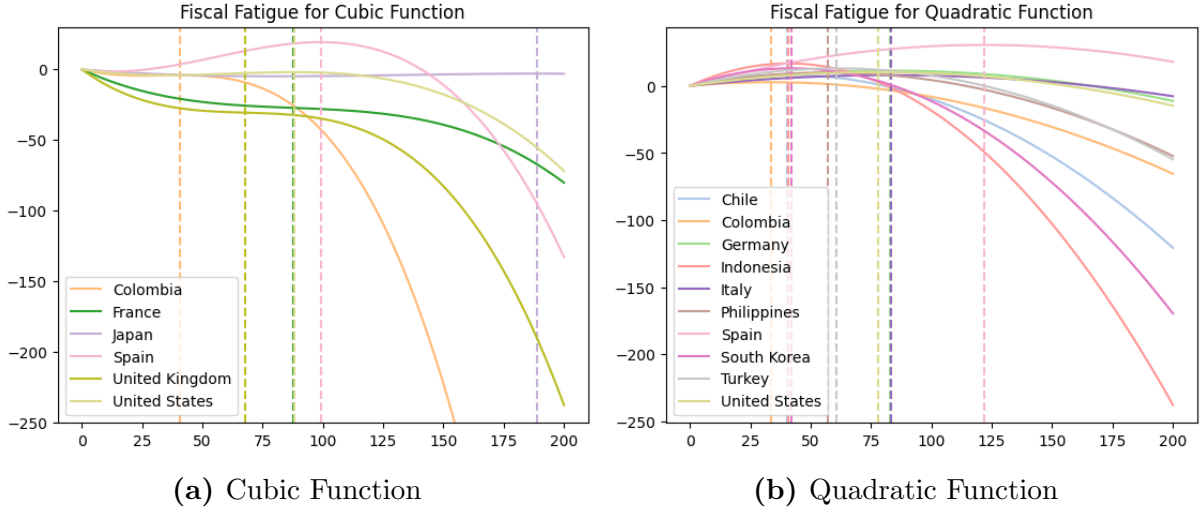 Fiscal Fatigue for Cubic Function
0
−50
−100
−150
−200
−250
0
25
50
75
100
125
150
175
200
Colombia
France
Japan
Spain
United Kingdom
United States
(a) Cubic Function
Fiscal Fatigue for Quadratic Function
0
−50
−100
−150
−200
−250
0
25
50
75
100
125
150
175
200
Chile
Colombia
Germany
Indonesia
Italy
Philippines
Spain
South Korea
Turkey
United States
(b) Quadratic Function